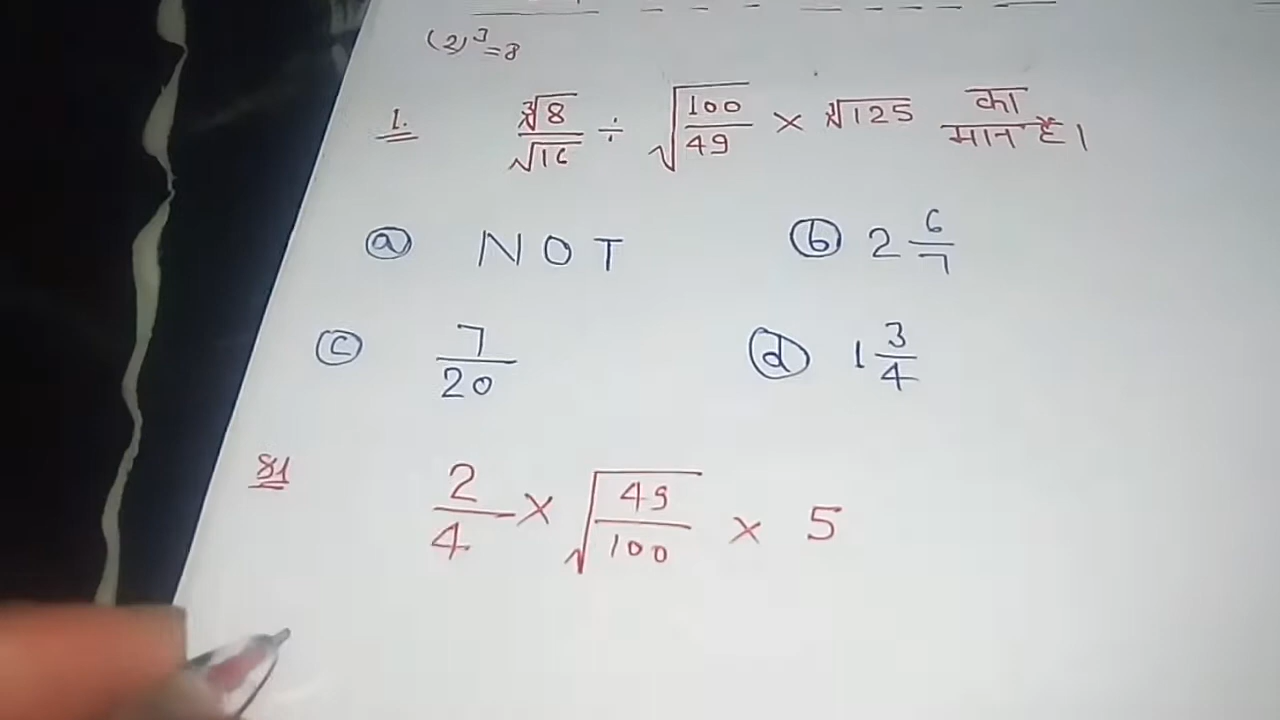 (2)³=8
1. ∛8/√16 ÷ √100/49 × ∛125 का मान है।
(a) NOT (b) 2 6/7
(c) 7/20 (d) 1 3/4
2/4 × √49/100 × 5